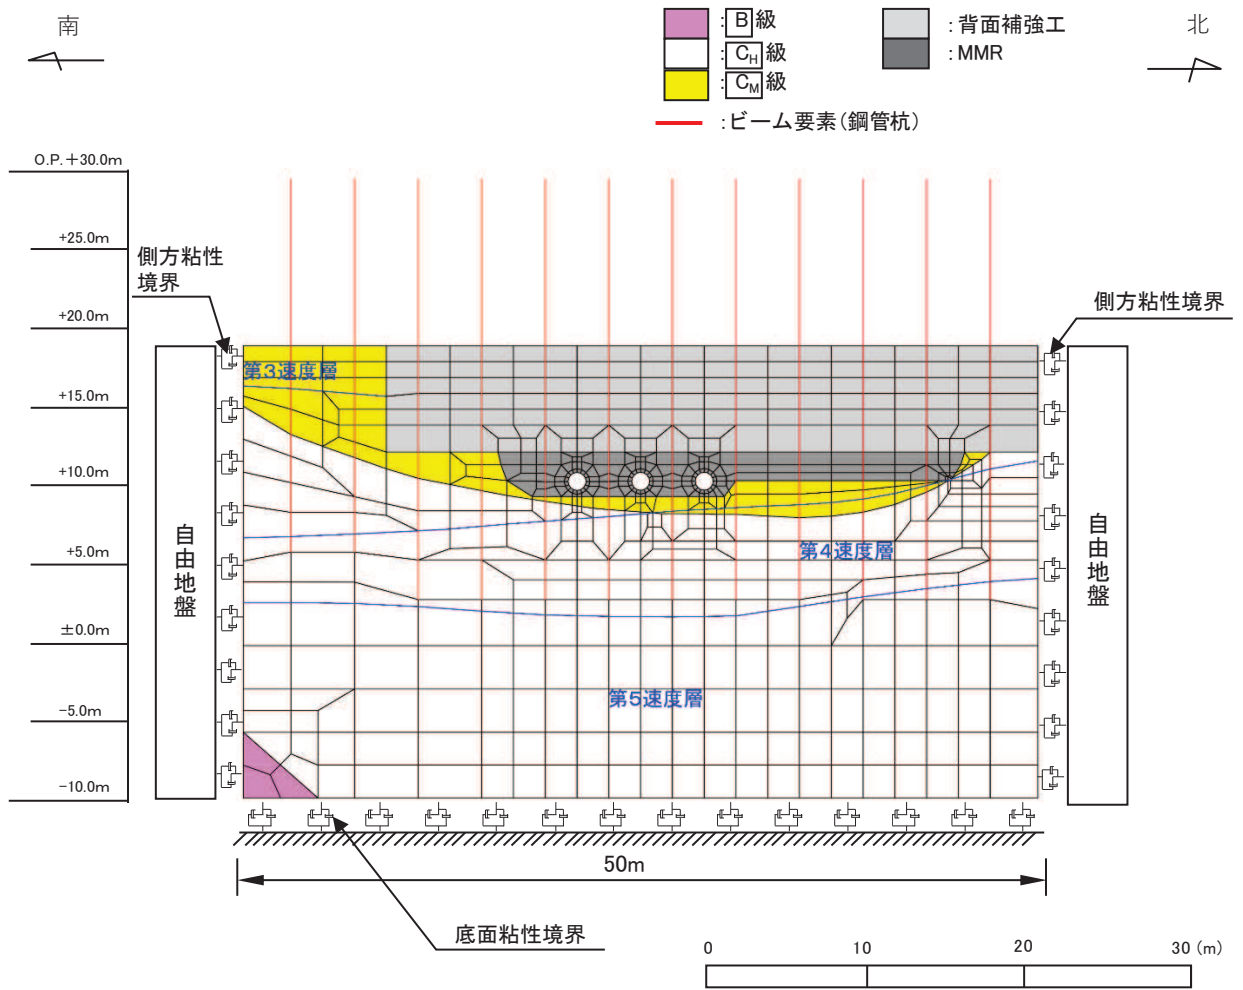 南
北
: B級
: CH級
: CM級
: 背面補強工
: MMR
:ビーム要素(鋼管杭)
O.P.+30.0m
+25.0m
+20.0m
+15.0m
+10.0m
+5.0m
±0.0m
-5.0m
-10.0m
側方粘性
境界
側方粘性境界
自由地盤
自由地盤
第3速度層
第4速度層
第5速度層
50m
底面粘性境界
0 10 20 30 (m)